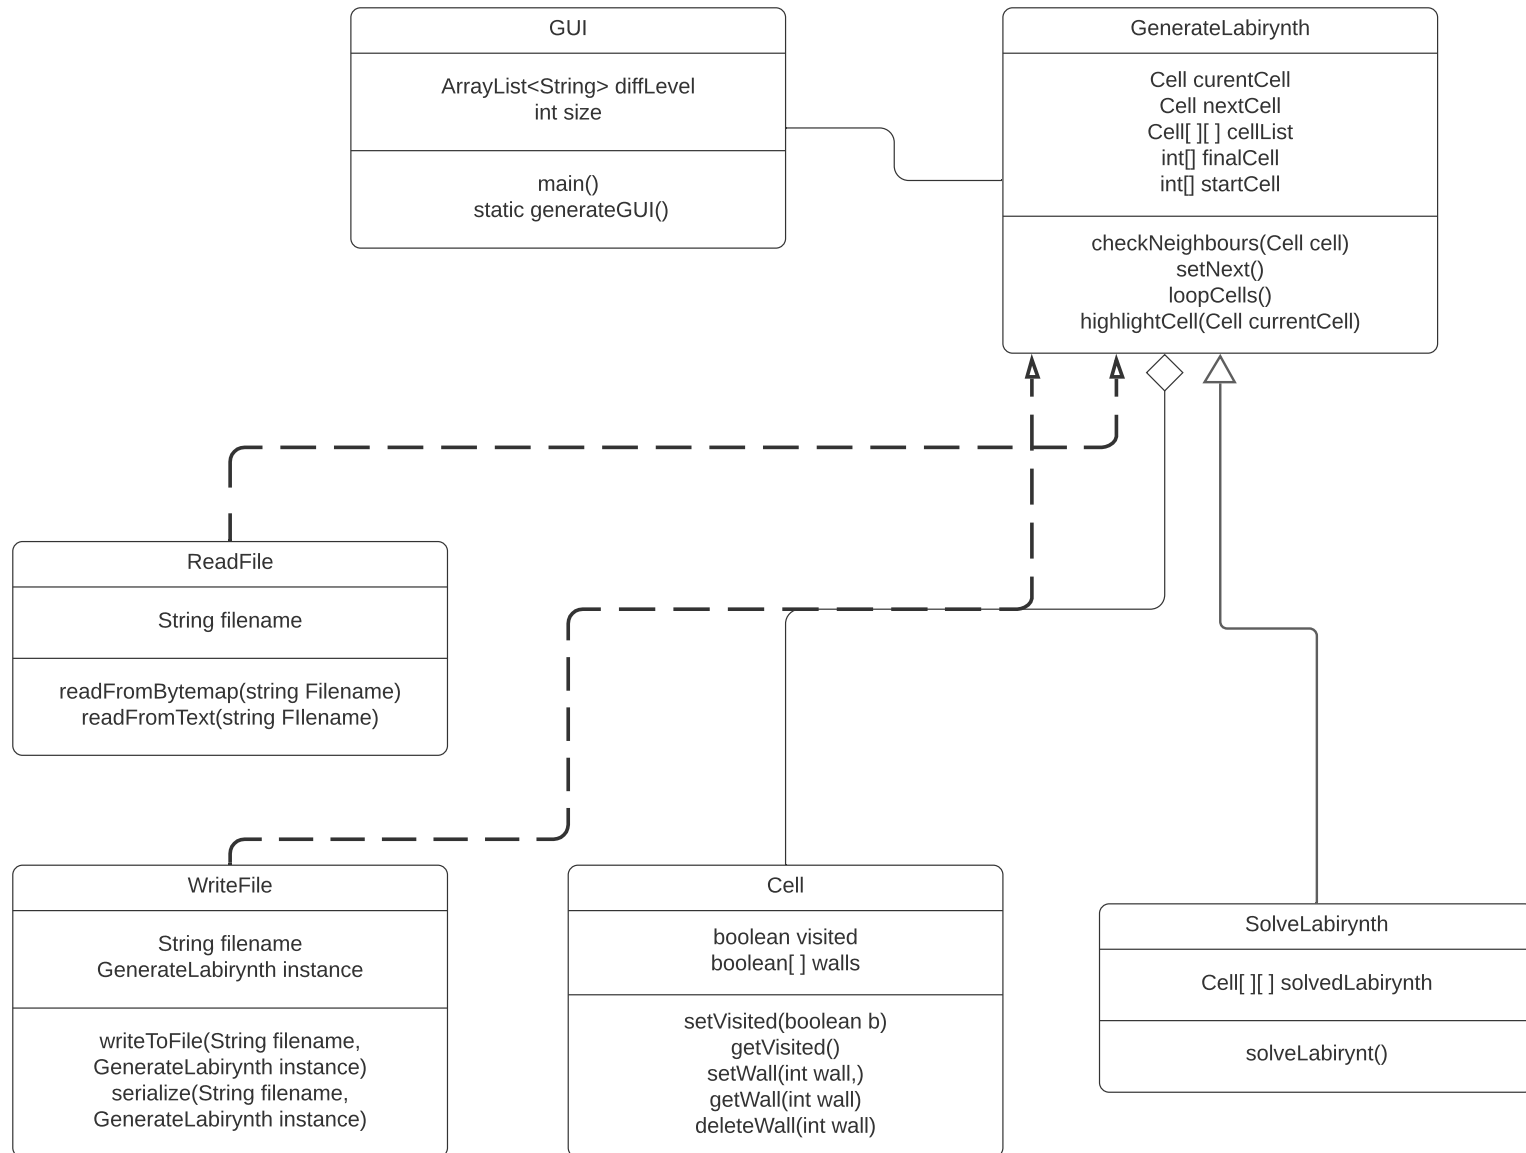 GUI
ArrayList<String> diffLevel
int size
main()
static generateGUI()
GenerateLabirynth
Cell curentCell
Cell nextCell
Cell[ ][ ] cellList
int[] finalCell
int[] startCell
checkNeighbours(Cell cell)
setNext()
loopCells()
highlightCell(Cell currentCell)
ReadFile
String filename
readFromBytemap(string Filename)
readFromText(string FIlename)
WriteFile
String filename
GenerateLabirynth instance
writeToFile(String filename,
GenerateLabirynth instance)
serialize(String filename,
GenerateLabirynth instance)
Cell
boolean visited
boolean[ ] walls
setVisited(boolean b)
getVisited()
setWall(int wall,)
getWall(int wall)
deleteWall(int wall)
SolveLabirynth
Cell[ ][ ] solvedLabirynth
solveLabirynt()